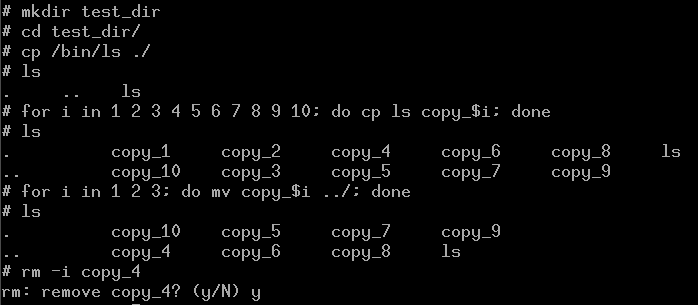 # mkdir test_dir
# cd test_dir/
# cp /bin/ls ./
# ls
. .. ls
# for i in 1 2 3 4 5 6 7 8 9 10; do cp ls copy_$i; done
# ls
. copy_1 copy_2 copy_4 copy_6 copy_8 ls
.. copy_10 copy_3 copy_5 copy_7 copy_9
# for i in 1 2 3; do mv copy_$i ../; done
# ls
. copy_10 copy_5 copy_7 copy_9
.. copy_4 copy_6 copy_8 ls
# rm -i copy_4
rm: remove copy_4? (y/N) y